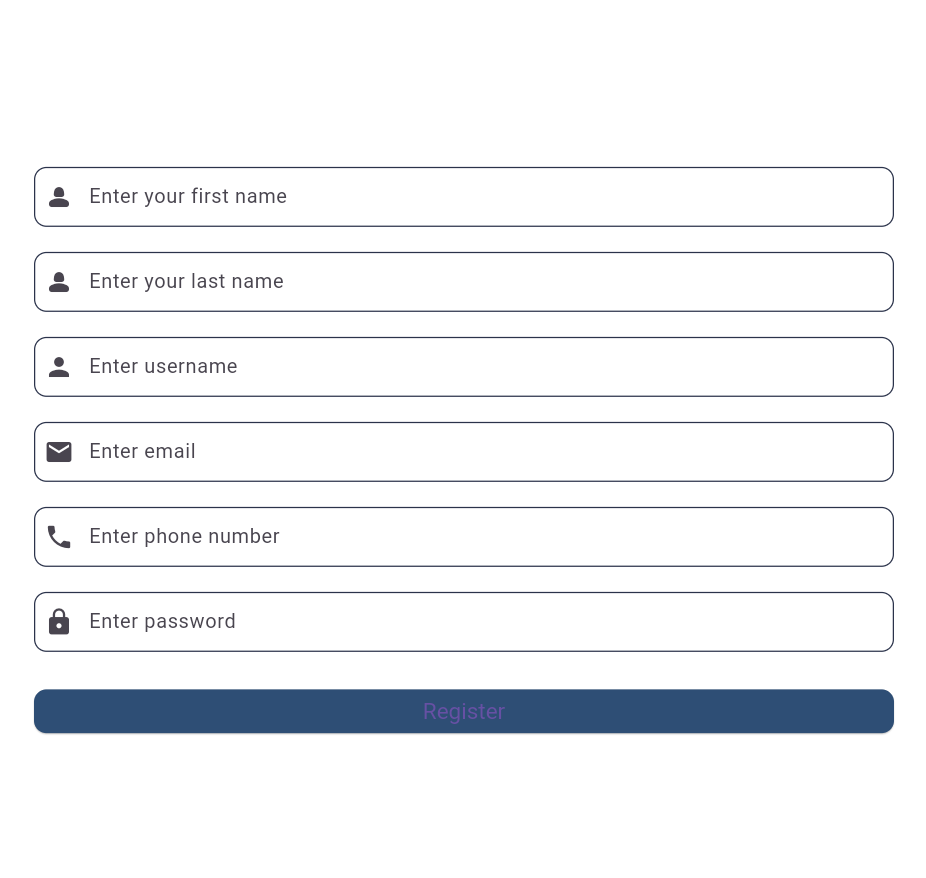 Enter your first name
Enter your last name
Enter username
Enter email
Enter phone number
Enter password
Register